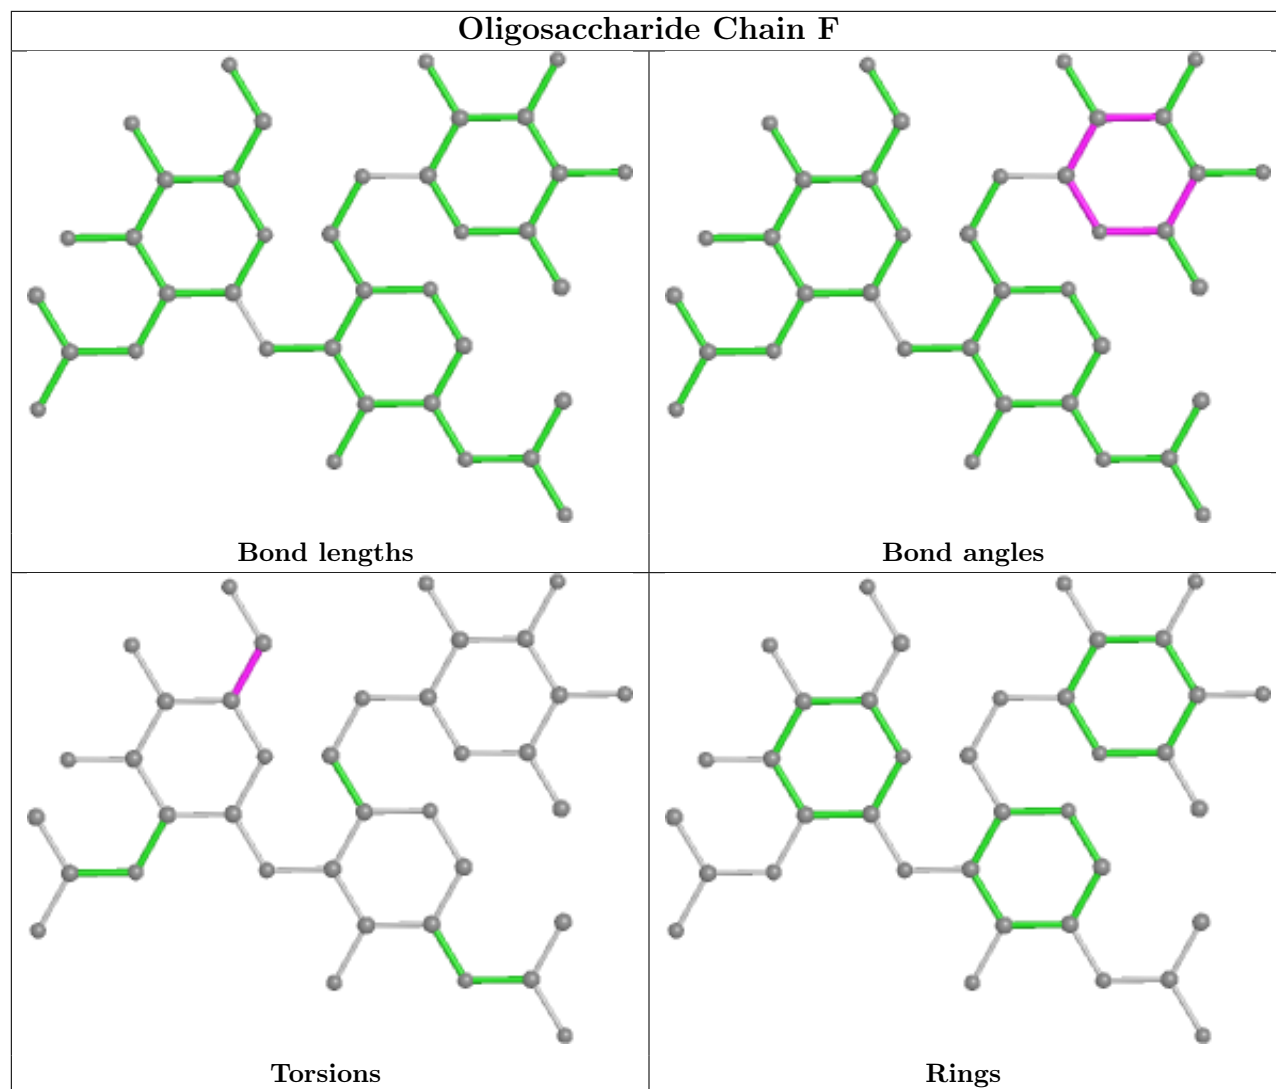 Oligosaccharide Chain F
Bond lengths
Bond angles
Torsions
Rings